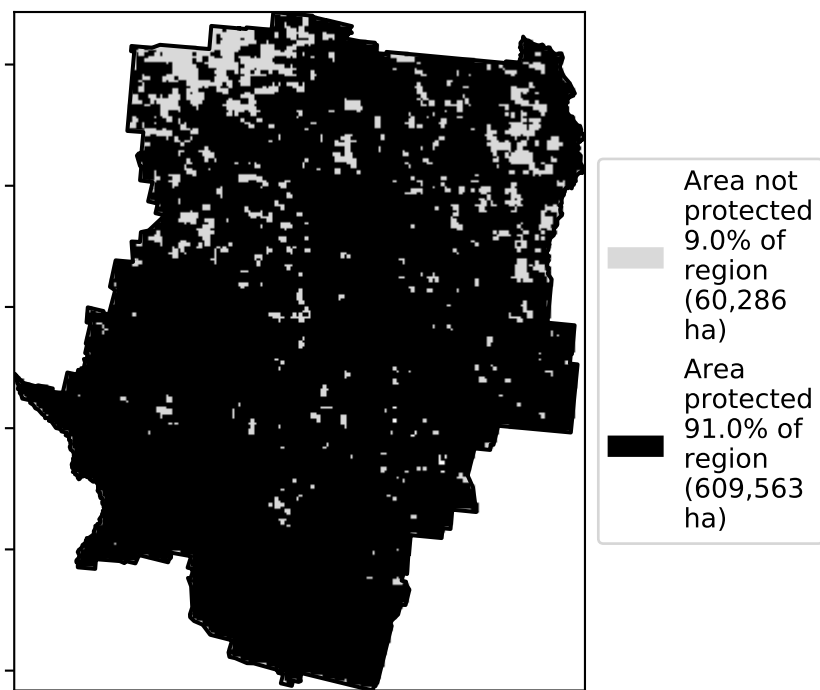 Area not
protected
9.0% of
region
(60,286
ha)
Area
protected
91.0% of
region
(609,563
ha)